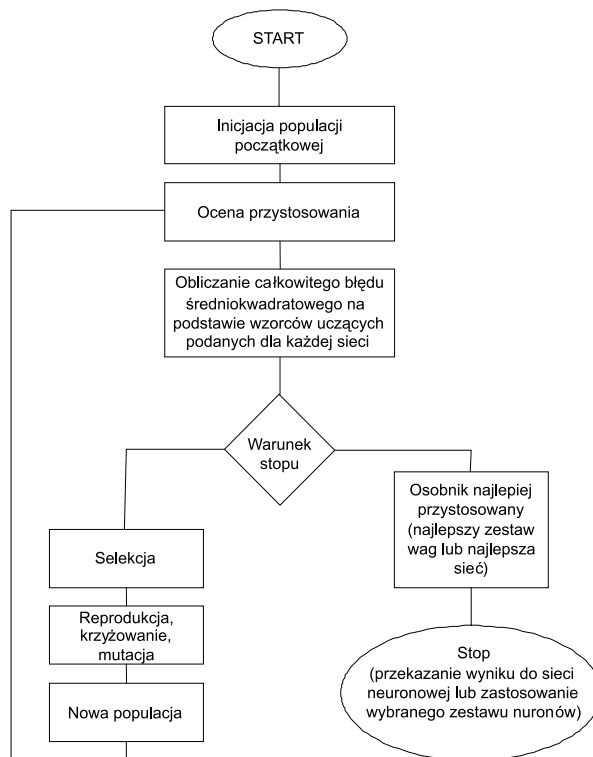 START
Inicjacja populacji
początkowej
Ocena przystosowania
Obliczanie całkowitego błędu
średniokwadratowego na
podstawie wzorców uczących
podanych dla każdej sieci
Warunek
stopu
Selekcja
Reprodukcja,
krzyżowanie,
mutacja
Nowa populacja
Osobnik najlepiej
przystosowany
(najlepszy zestaw
wag lub najlepsza
sieć)
Stop
(przekazanie wyniku do sieci
neuronowej lub zastosowanie
wybranego zestawu nuronów)